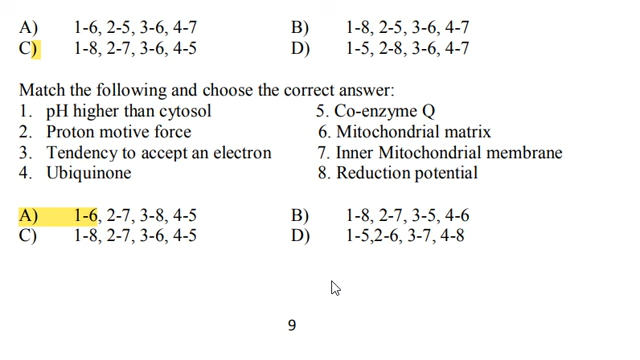 A) 1-6, 2-5, 3-6, 4-7 B) 1-8, 2-5, 3-6, 4-7
C) 1-8, 2-7, 3-6, 4-5 D) 1-5, 2-8, 3-6, 4-7
Match the following and choose the correct answer:
1. pH higher than cytosol 5. Co-enzyme Q
2. Proton motive force 6. Mitochondrial matrix
3. Tendency to accept an electron 7. Inner Mitochondrial membrane
4. Ubiquinone 8. Reduction potential
A) 1-6, 2-7, 3-8, 4-5 B) 1-8, 2-7, 3-5, 4-6
C) 1-8, 2-7, 3-6, 4-5 D) 1-5,2-6, 3-7, 4-8
9